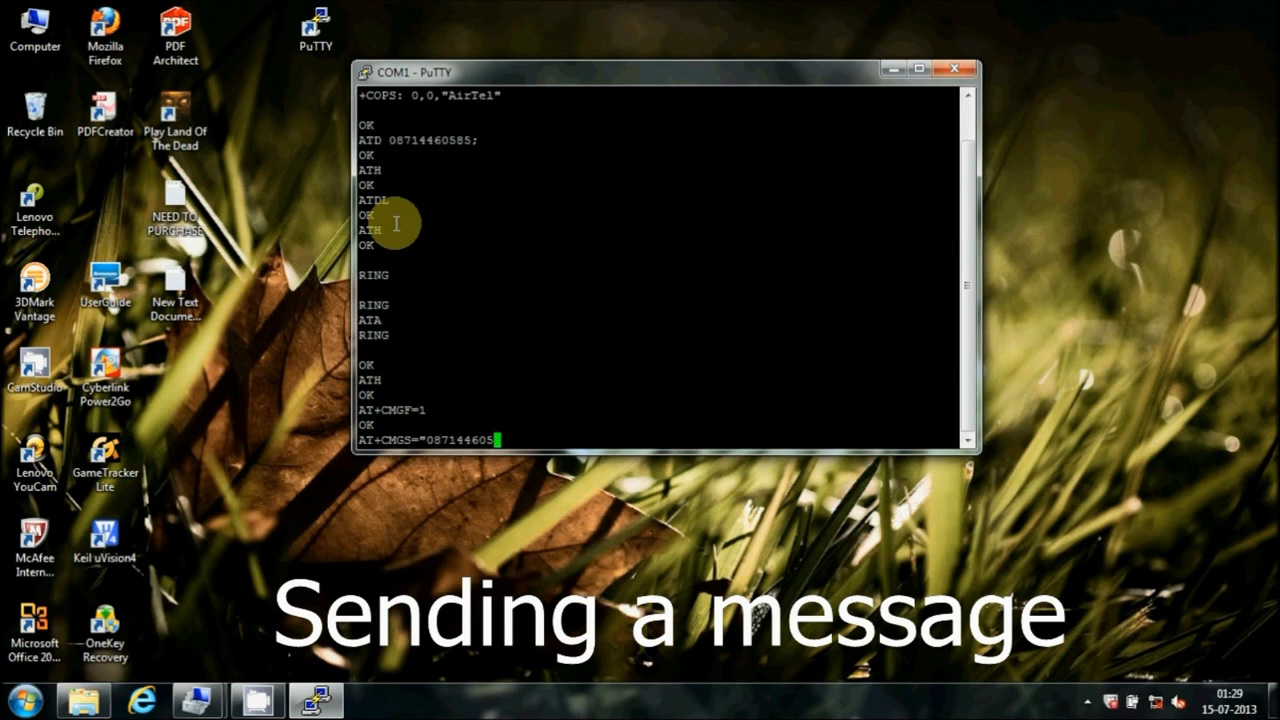 Computer
Mozilla
Firefox
PDF
Architect
PuTTY
Recycle Bin
PDFCreator
Play Land Of
The Dead
Lenovo
Telepho...
NEED TO
PURCHASE
3DMark
Vantage
UserGuide
New Text
Docume...
CamStudio
Cyberlink
Power2Go
Lenovo
YouCam
GameTracker
Lite
McAfee
Intern...
Keil uVision4
Microsoft
Office 20...
OneKey
Recovery
COM1 - PuTTY
+COPS: 0,0,"AirTel"
OK
ATD 08714460585;
OK
ATH
OK
ATDL
OK
ATH
OK
RING
RING
ATA
RING
OK
ATH
OK
AT+CMGF=1
OK
AT+CMGS="087144605
Sending a message
01:29
15-07-2013